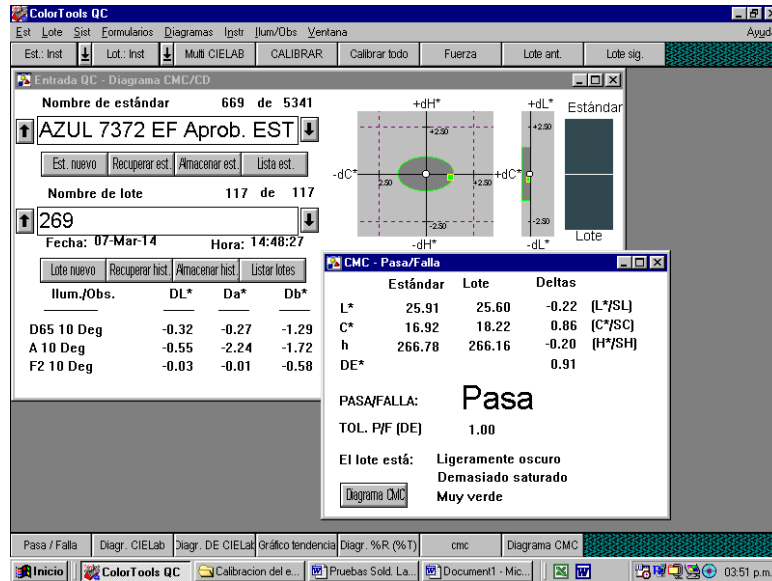 ColorTools QC
Est Lote Sist Formularios Diagramas Instr Ilum/Obs Ventana Ayuda
Est.: Inst Lot.: Inst Multi CIELAB CALIBRAR Calibrar todo Fuerza Lote ant. Lote sig.
Entrada QC - Diagrama CMC/CD
Nombre de estándar 669 de 5341
AZUL 7372 EF Aprob. EST
Est. nuevo Recuperar est. Almacenar est. Lista est.
Nombre de lote 117 de 117
269
Fecha: 07-Mar-14 Hora: 14:48:27
Lote nuevo Recuperar hist. Almacenar hist. Listar lotes
Ilum./Obs. DL* Da* Db*
D65 10 Deg -0.32 -0.27 -1.29
A 10 Deg -0.55 -2.24 -1.72
F2 10 Deg -0.03 -0.01 -0.58
+dH* +dL* Estándar
+2.50 +2.50
-dC* 2.50 +2.50 +dC*
-2.50 -2.50
-dH* -dL* Lote
CMC - Pasa/Falla
Estándar Lote Deltas
L* 25.91 25.60 -0.22 (L*/SL)
C* 16.92 18.22 0.86 (C*/SC)
h 266.78 266.16 -0.20 (H*/SH)
DE* 0.91
PASA/FALLA: Pasa
TOL. P/F (DE) 1.00
El lote está: Ligeramente oscuro
Demasiado saturado
Muy verde
Diagrama CMC
Pasa / Falla Diagr. CIELab Diagr. DE CIELab Gráfico tendencia Diagr. %R (%T) cmc Diagrama CMC
Inicio ColorTools QC Calibracion del e... Pruebas Sold. La... Document1 - Mic... 03:51 p.m.